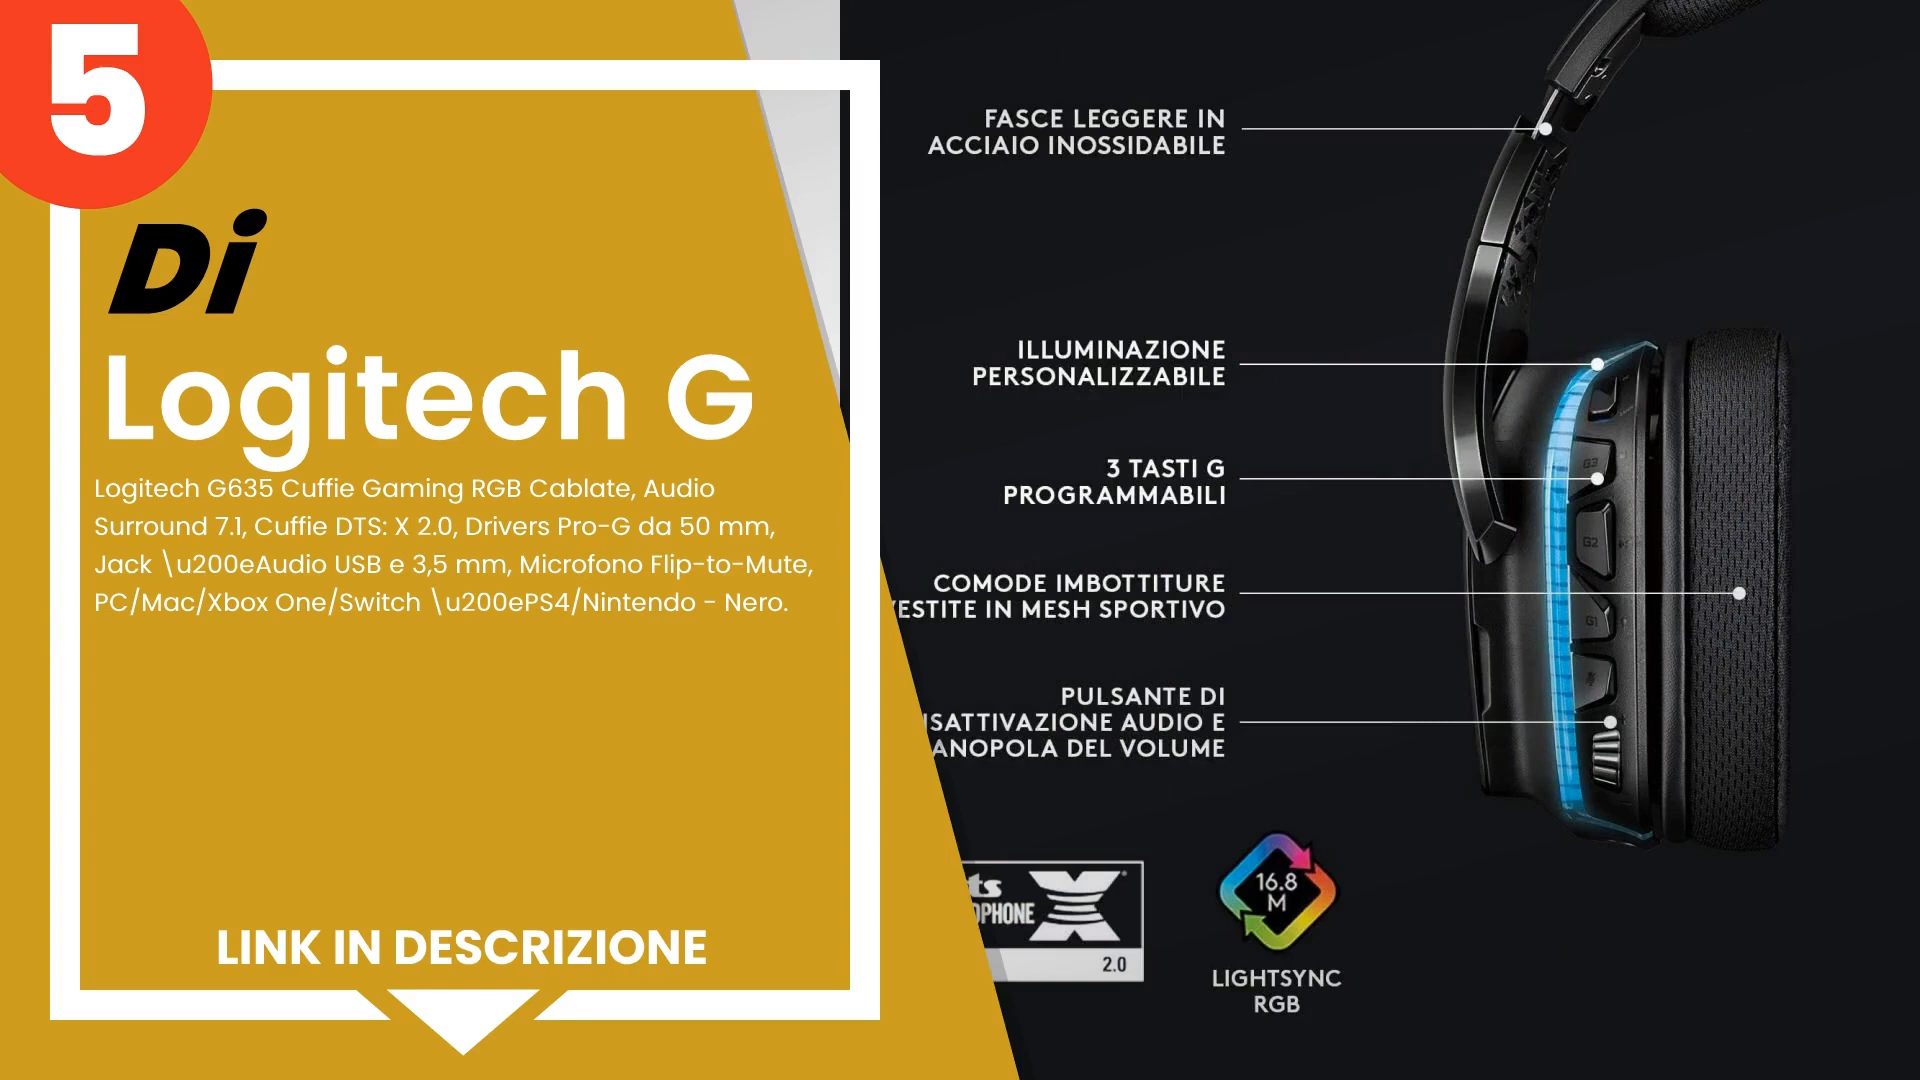 5
Di
Logitech G
Logitech G635 Cuffie Gaming RGB Cablate, Audio
Surround 7.1, Cuffie DTS: X 2.0, Drivers Pro-G da 50 mm,
Jack \u200eAudio USB e 3,5 mm, Microfono Flip-to-Mute,
PC/Mac/Xbox One/Switch \u200ePS4/Nintendo - Nero.
LINK IN DESCRIZIONE
FASCE LEGGERE IN
ACCIAIO INOSSIDABILE
ILLUMINAZIONE
PERSONALIZZABILE
3 TASTI G
PROGRAMMABILI
COMODE IMBOTTITURE
ESTITE IN MESH SPORTIVO
PULSANTE DI
ISATTIVAZIONE AUDIO E
ANOPOLA DEL VOLUME
G3
G2
G1
ts
PHONE X
2.0
16.8
M
LIGHTSYNC
RGB